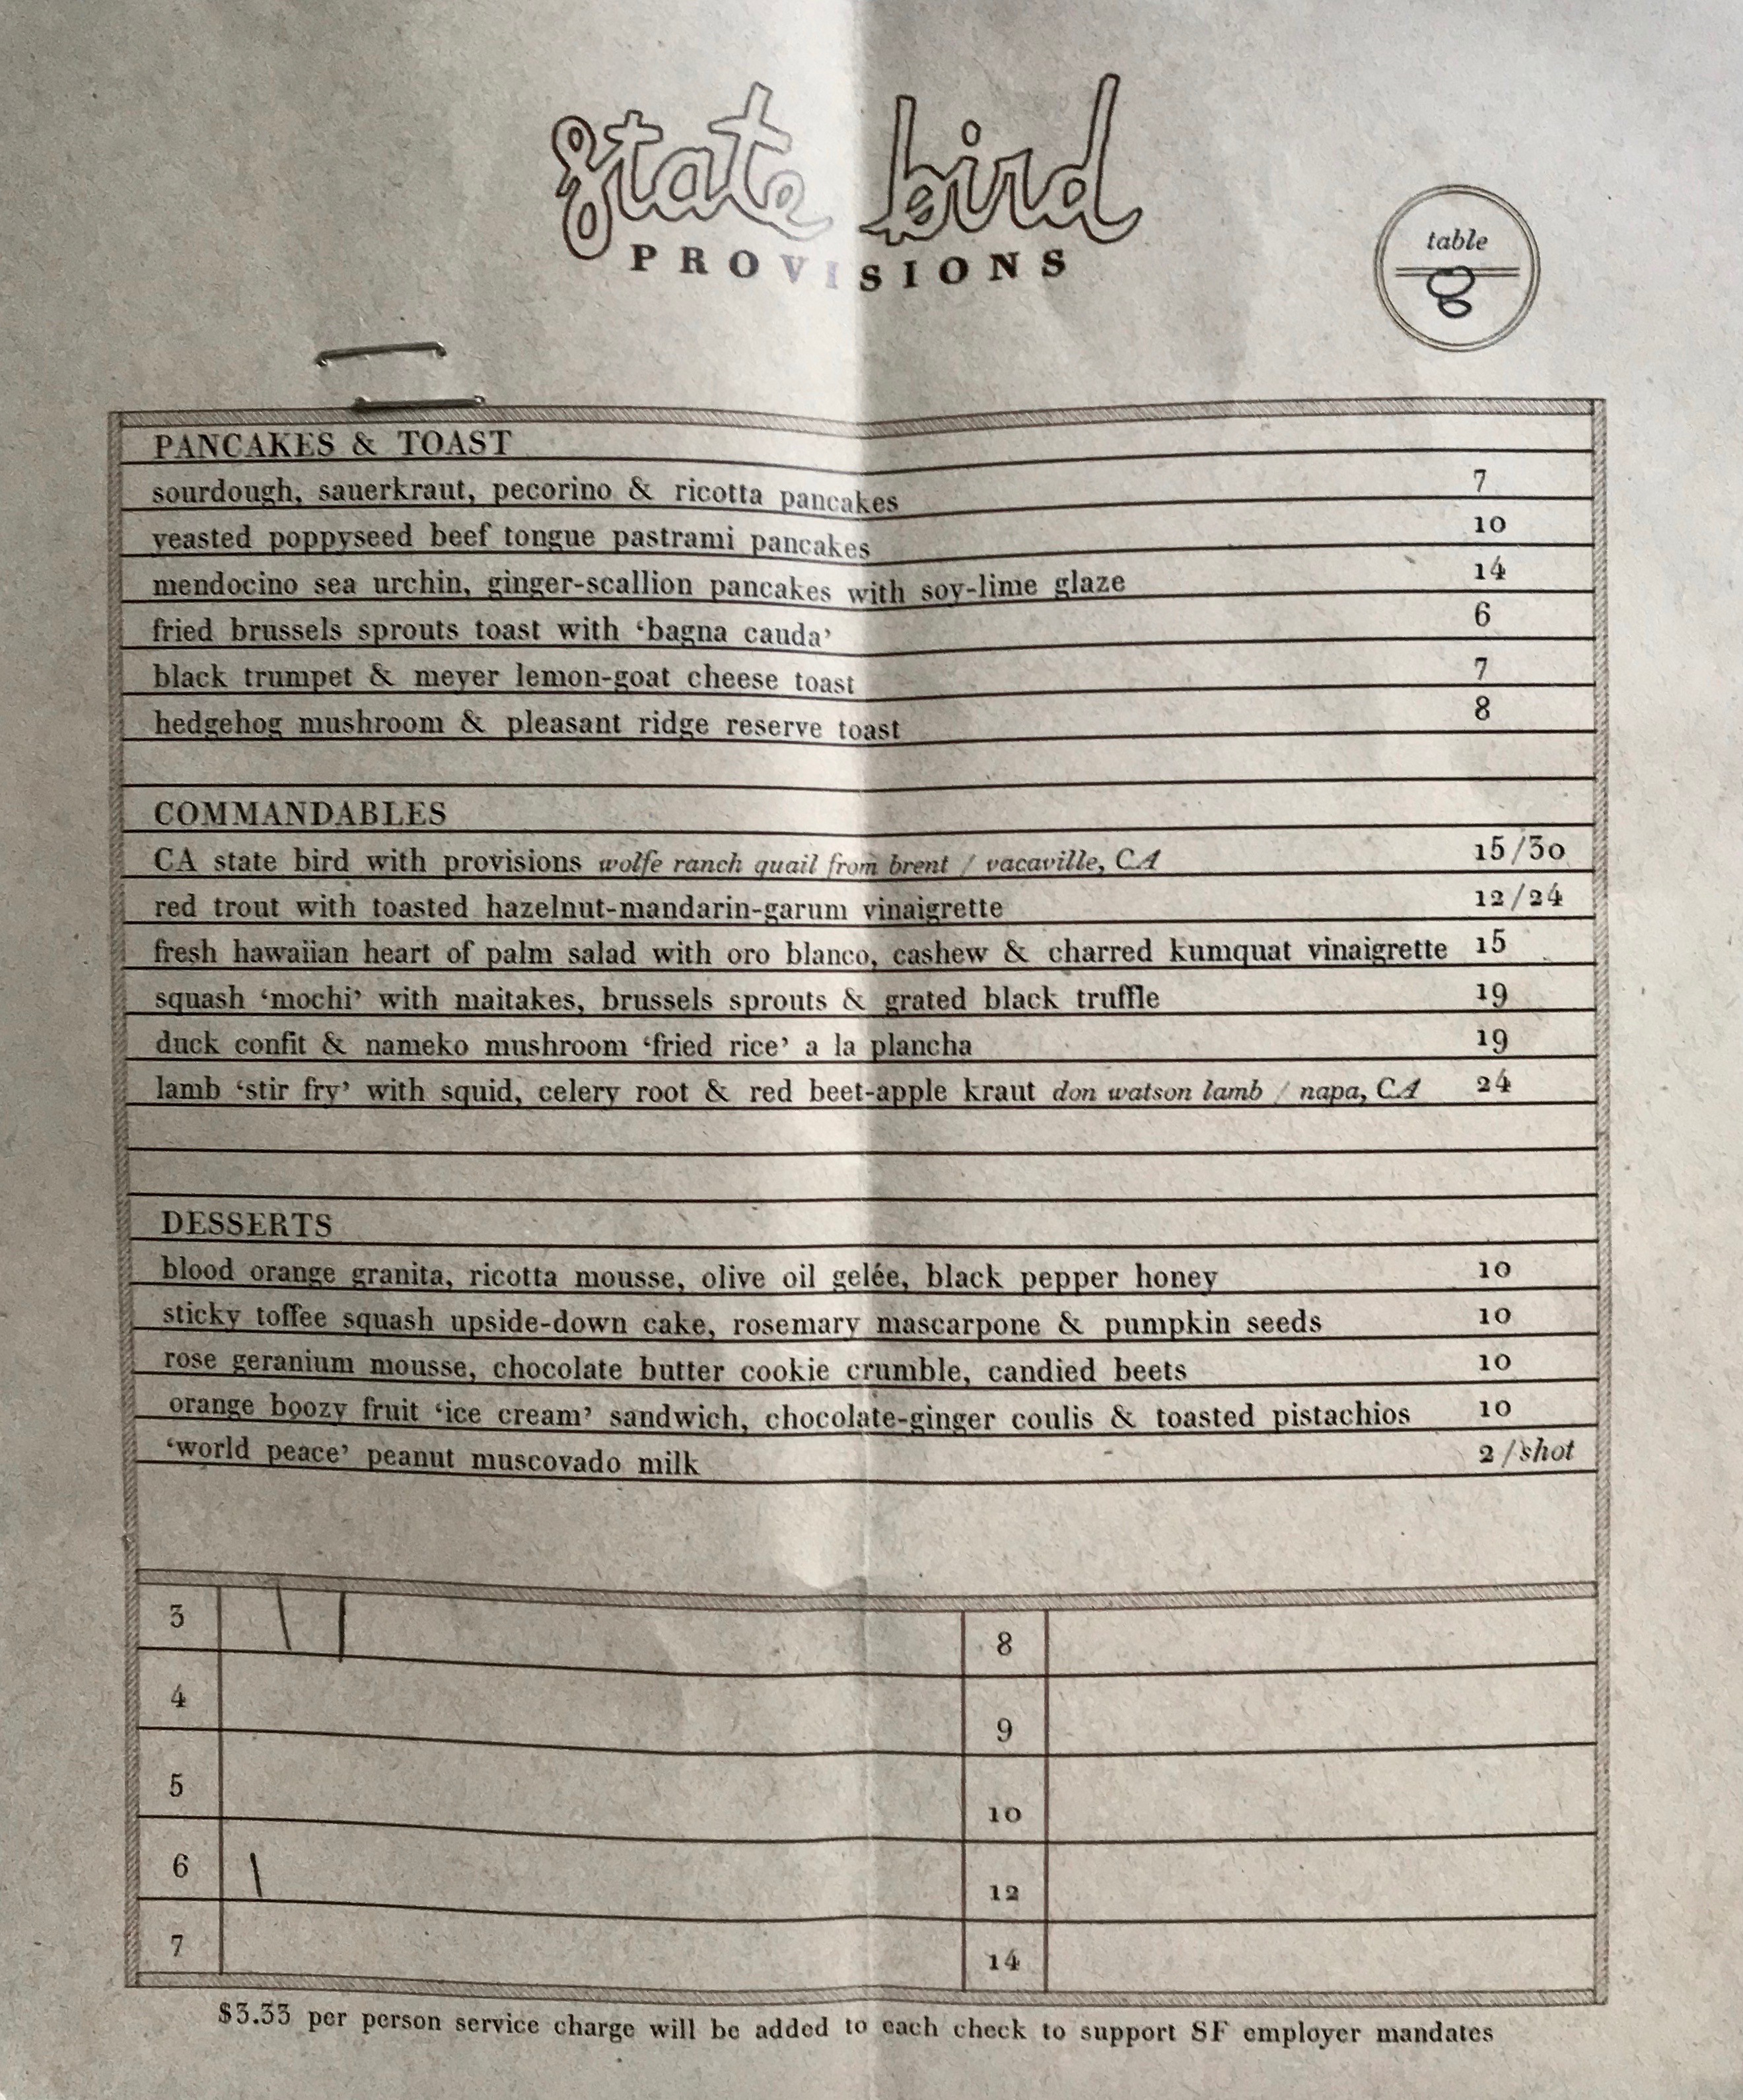 state bird
PROVISIONS
table
8
PANCAKES & TOAST
sourdough, sauerkraut, pecorino & ricotta pancakes 7
yeasted poppyseed beef tongue pastrami pancakes 10
mendocino sea urchin, ginger-scallion pancakes with soy-lime glaze 14
fried brussels sprouts toast with ‘bagna cauda’ 6
black trumpet & meyer lemon-goat cheese toast 7
hedgehog mushroom & pleasant ridge reserve toast 8
COMMANDABLES
CA state bird with provisions wolfe ranch quail from brent / vacaville, CA 15/30
red trout with toasted hazelnut-mandarin-garum vinaigrette 12/24
fresh hawaiian heart of palm salad with oro blanco, cashew & charred kumquat vinaigrette 15
squash ‘mochi’ with maitakes, brussels sprouts & grated black truffle 19
duck confit & nameko mushroom ‘fried rice’ a la plancha 19
lamb ‘stir fry’ with squid, celery root & red beet-apple kraut don watson lamb / napa, CA 24
DESSERTS
blood orange granita, ricotta mousse, olive oil gelée, black pepper honey 10
sticky toffee squash upside-down cake, rosemary mascarpone & pumpkin seeds 10
rose geranium mousse, chocolate butter cookie crumble, candied beets 10
orange boozy fruit ‘ice cream’ sandwich, chocolate-ginger coulis & toasted pistachios 10
‘world peace’ peanut muscovado milk 2/shot
3 8
4 9
5 10
6 12
7 14
$3.33 per person service charge will be added to each check to support SF employer mandates